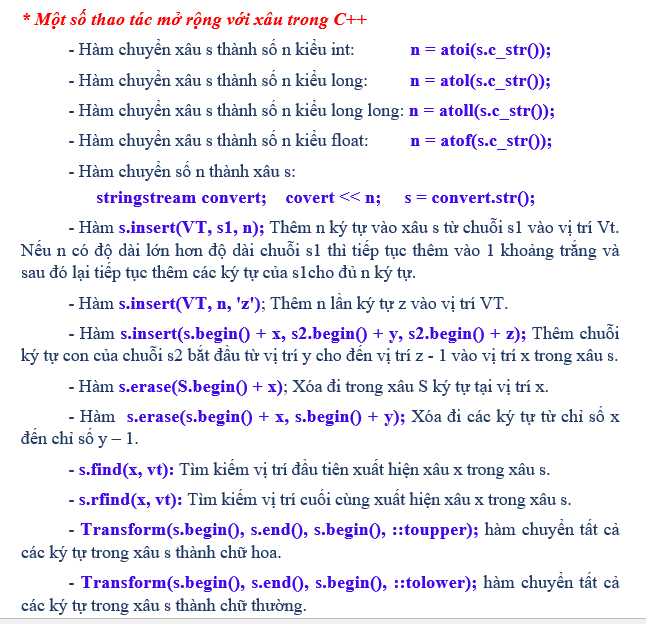 * Một số thao tác mở rộng với xâu trong C++
- Hàm chuyển xâu s thành số n kiểu int: n = atoi(s.c_str());
- Hàm chuyển xâu s thành số n kiểu long: n = atol(s.c_str());
- Hàm chuyển xâu s thành số n kiểu long long: n = atoll(s.c_str());
- Hàm chuyển xâu s thành số n kiểu float: n = atof(s.c_str());
- Hàm chuyển số n thành xâu s:
stringstream convert; covert << n; s = convert.str();
- Hàm s.insert(VT, s1, n); Thêm n ký tự vào xâu s từ chuỗi s1 vào vị trí Vt.
Nếu n có độ dài lớn hơn độ dài chuỗi s1 thì tiếp tục thêm vào 1 khoảng trắng và
sau đó lại tiếp tục thêm các ký tự của s1cho đủ n ký tự.
- Hàm s.insert(VT, n, 'z'); Thêm n lần ký tự z vào vị trí VT.
- Hàm s.insert(s.begin() + x, s2.begin() + y, s2.begin() + z); Thêm chuỗi
ký tự con của chuỗi s2 bắt đầu từ vị trí y cho đến vị trí z - 1 vào vị trí x trong xâu s.
- Hàm s.erase(S.begin() + x); Xóa đi trong xâu S ký tự tại vị trí x.
- Hàm s.erase(s.begin() + x, s.begin() + y); Xóa đi các ký tự từ chỉ số x
đến chỉ số y – 1.
- s.find(x, vt): Tìm kiếm vị trí đầu tiên xuất hiện xâu x trong xâu s.
- s.rfind(x, vt): Tìm kiếm vị trí cuối cùng xuất hiện xâu x trong xâu s.
- Transform(s.begin(), s.end(), s.begin(), ::toupper); hàm chuyển tất cả
các ký tự trong xâu s thành chữ hoa.
- Transform(s.begin(), s.end(), s.begin(), ::tolower); hàm chuyển tất cả
các ký tự trong xâu s thành chữ thường.